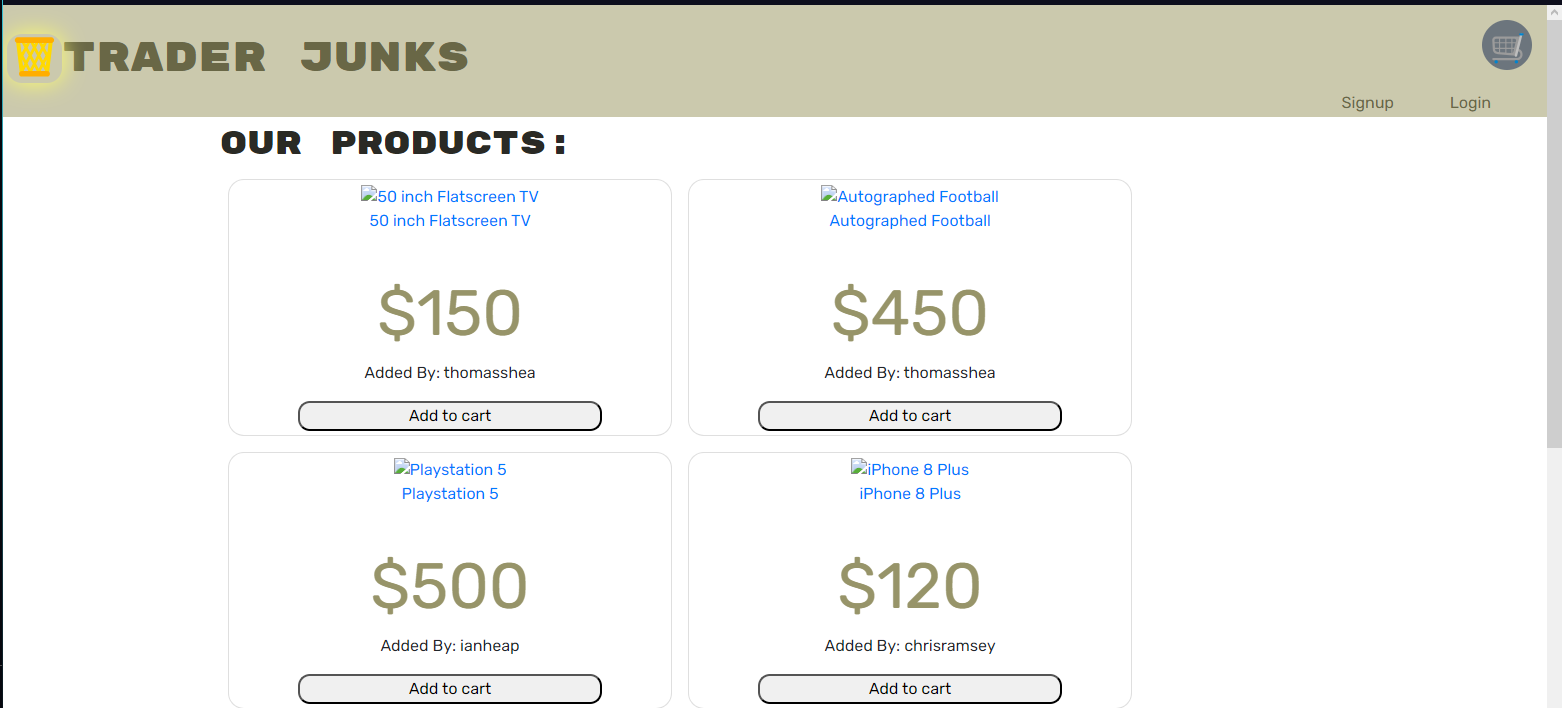 TRADER JUNKS
Signup Login
OUR PRODUCTS:
50 inch Flatscreen TV
50 inch Flatscreen TV
$150
Added By: thomasshea
Add to cart
Autographed Football
Autographed Football
$450
Added By: thomasshea
Add to cart
Playstation 5
Playstation 5
$500
Added By: ianheap
Add to cart
iPhone 8 Plus
iPhone 8 Plus
$120
Added By: chrisramsey
Add to cart